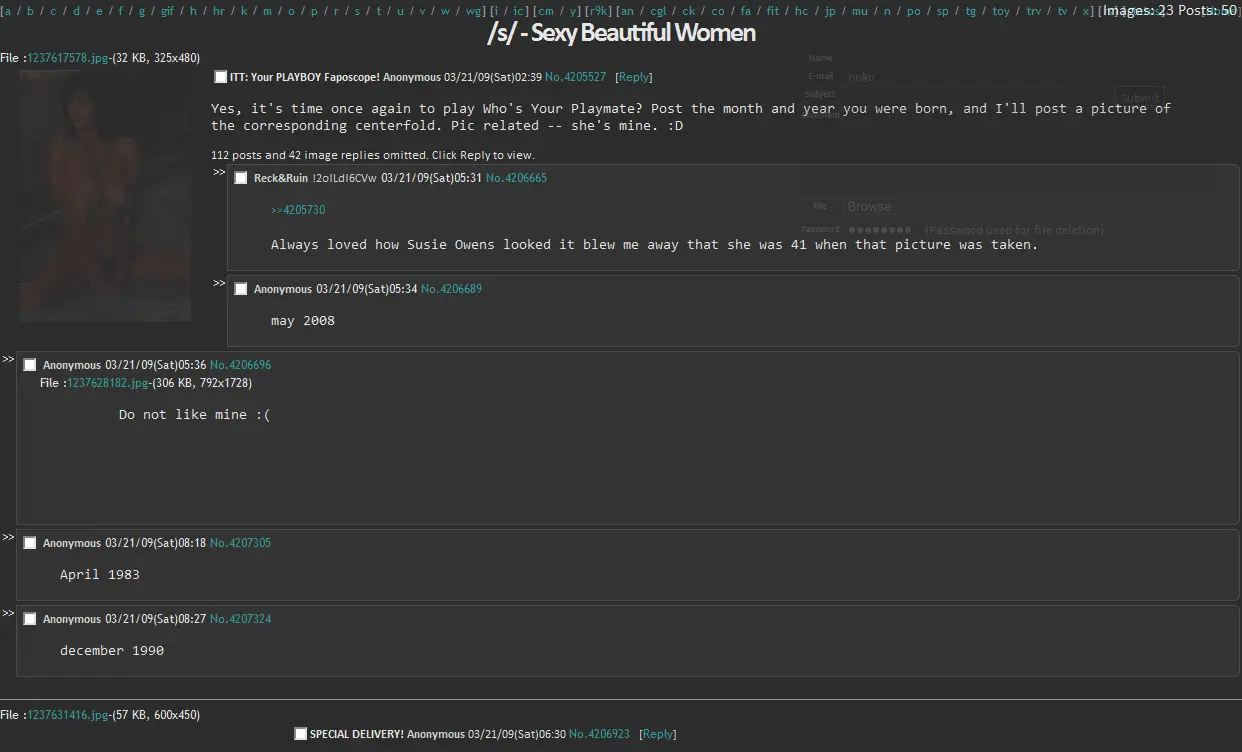 [a / b / c / d / e / f / g / gif / h / hr / k / m / o / p / r / s / t / u / v / w / wg] [i / ic] [cm / y] [r9k] [an / cgl / ck / co / fa / fit / hc / jp / mu / n / po / sp / tg / toy / trv / tv / x]
Images: 23 Posts: 50
/s/ - Sexy Beautiful Women
File :1237617578.jpg-(32 KB, 325x480)
Name
E-mail noko
Subject
Submit
ITT: Your PLAYBOY Faposcope! Anonymous 03/21/09(Sat)02:39 No.4205527 [Reply]
Yes, it's time once again to play Who's Your Playmate? Post the month and year you were born, and I'll post a picture of
the corresponding centerfold. Pic related -- she's mine. :D
112 posts and 42 image replies omitted. Click Reply to view.
>> Reck&Ruin !2oILdI6CVw 03/21/09(Sat)05:31 No.4206665
>>4205730
File Browse
Password ●●●●●●●● (Password used for file deletion)
Always loved how Susie Owens looked it blew me away that she was 41 when that picture was taken.
>> Anonymous 03/21/09(Sat)05:34 No.4206689
may 2008
>> Anonymous 03/21/09(Sat)05:36 No.4206696
File :1237628182.jpg-(306 KB, 792x1728)
Do not like mine :(
>> Anonymous 03/21/09(Sat)08:18 No.4207305
April 1983
>> Anonymous 03/21/09(Sat)08:27 No.4207324
december 1990
File :1237631416.jpg-(57 KB, 600x450)
SPECIAL DELIVERY! Anonymous 03/21/09(Sat)06:30 No.4206923 [Reply]